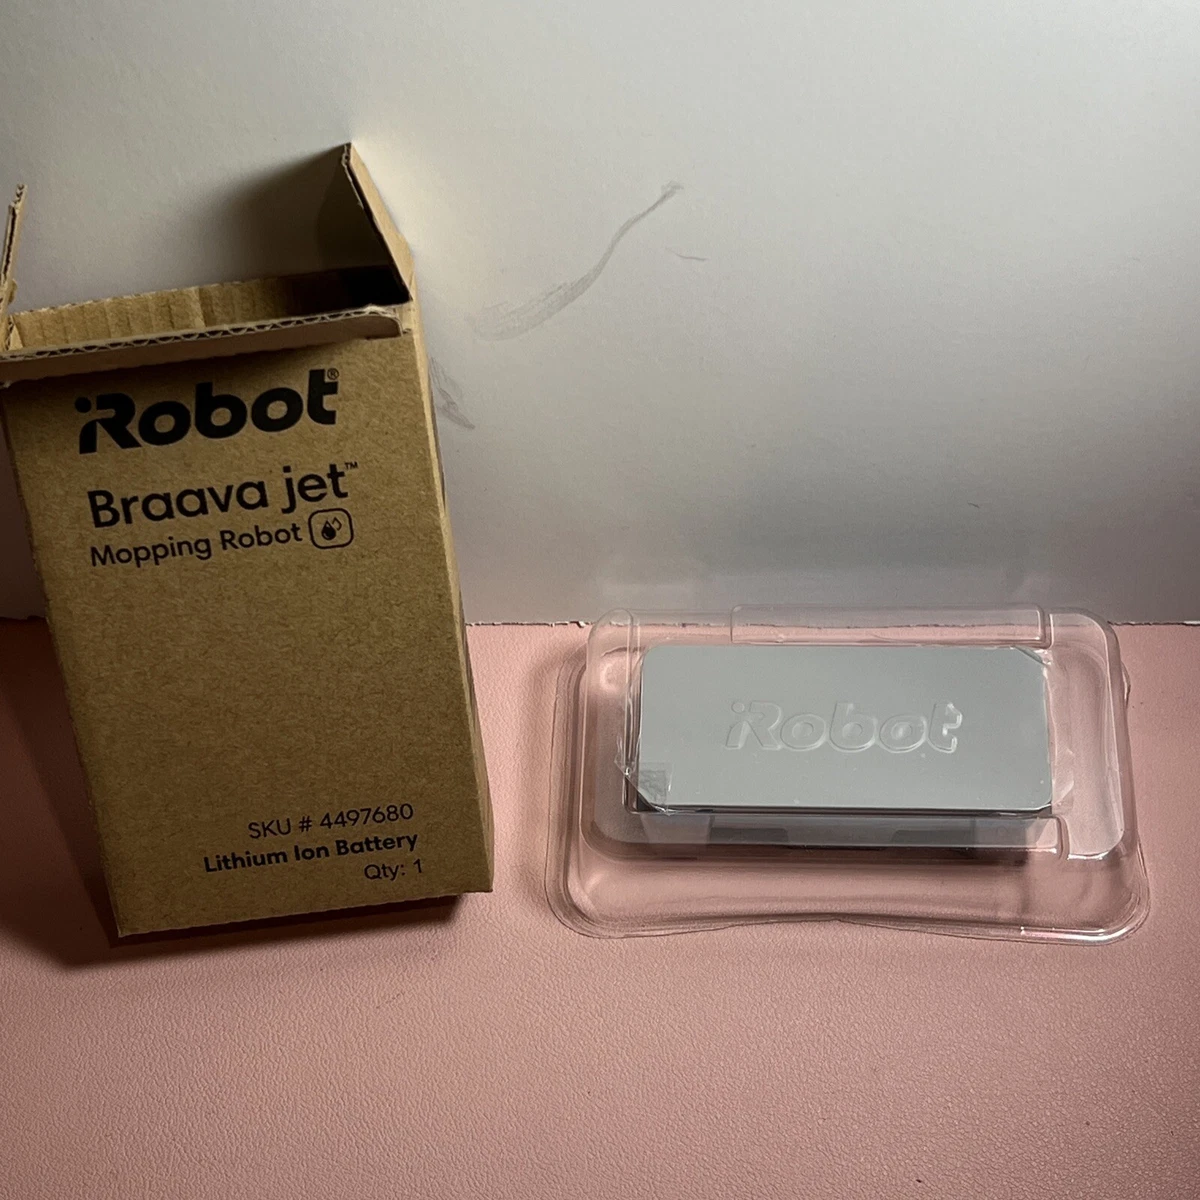 iRobot®
Braava jet™
Mopping Robot
SKU # 4497680
Lithium Ion Battery
Qty: 1
iRobot